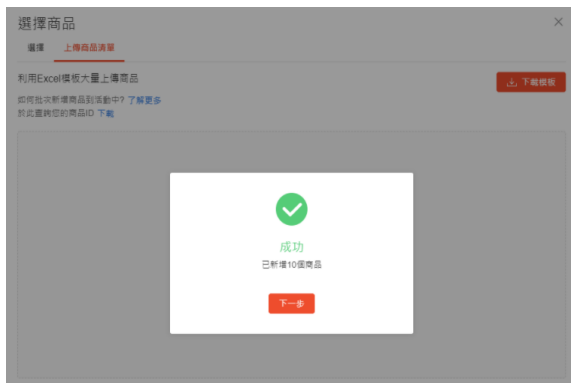 選擇商品
選擇
上傳商品清單
利用Excel模板大量上傳商品
下載模板
如何批次新增商品到活動中? 了解更多
於此查詢您的商品ID 下載
成功
已新增10個商品
下一步